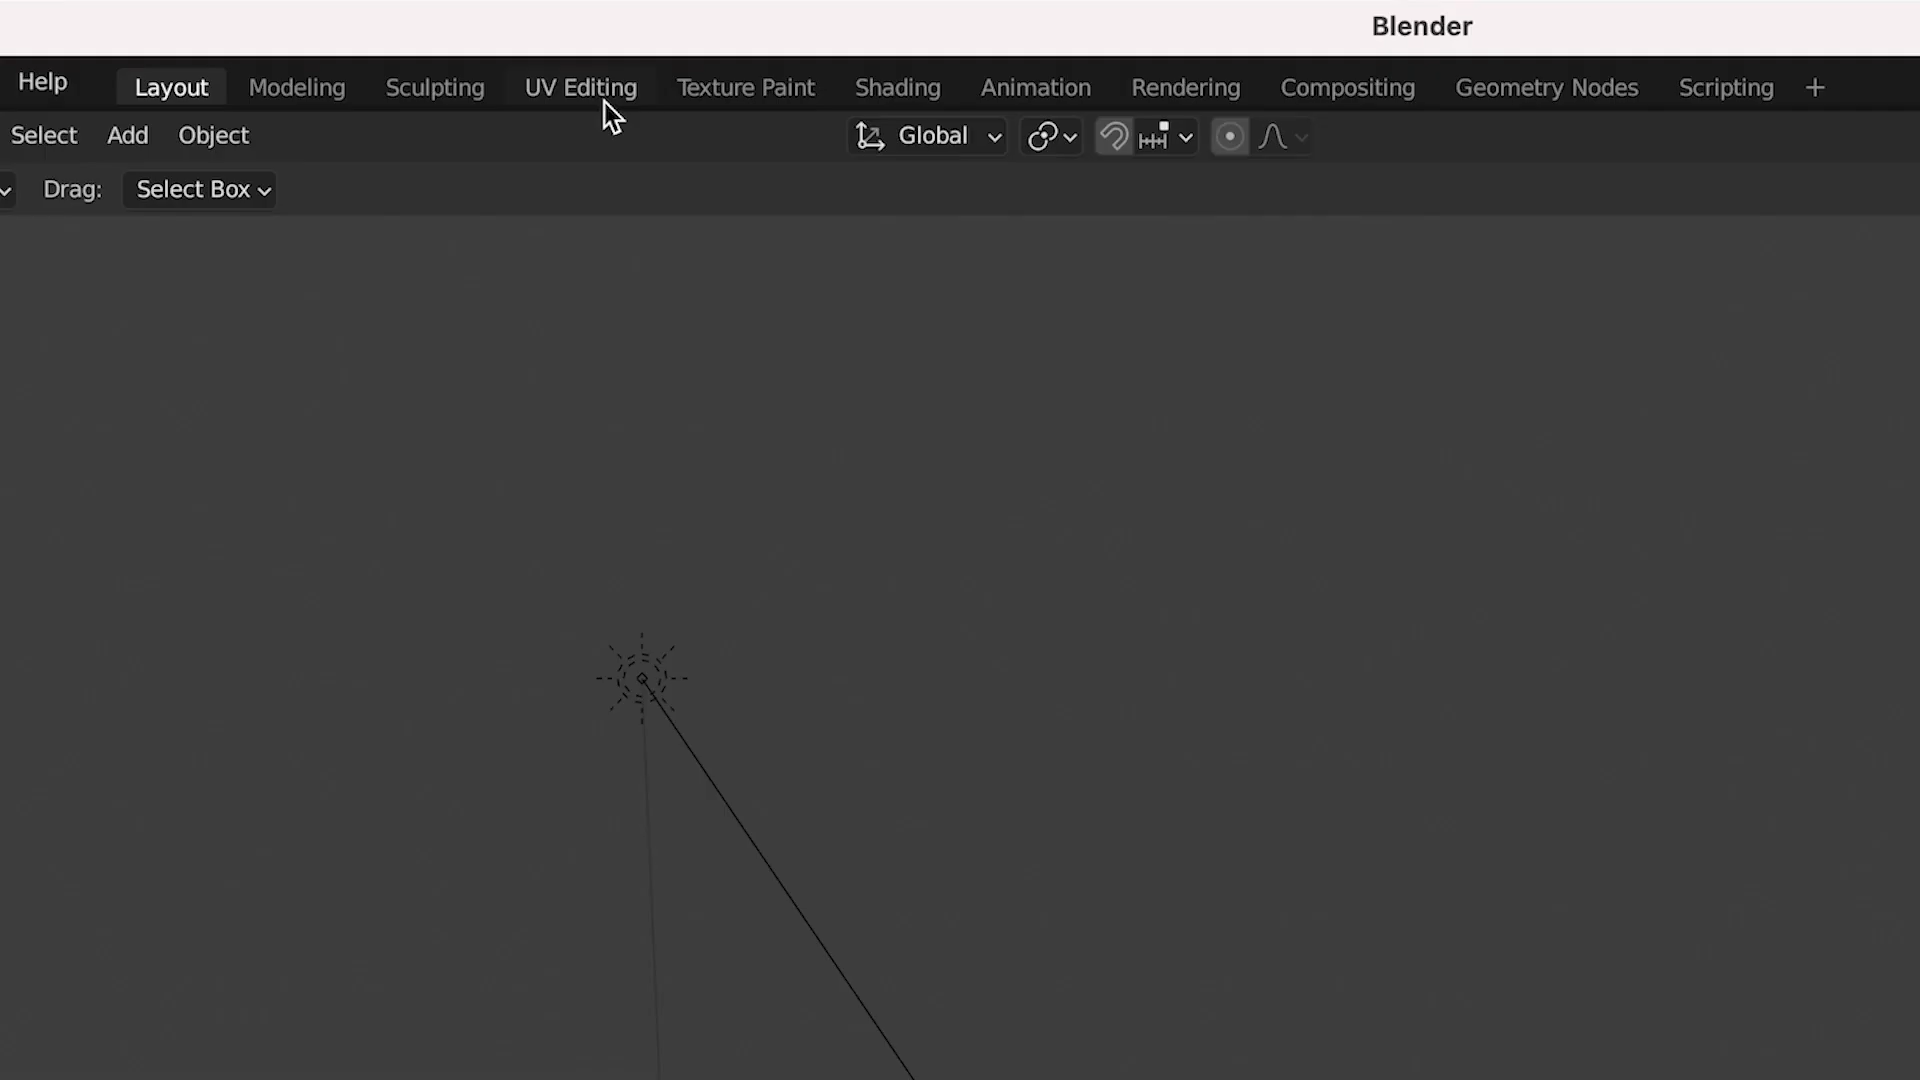 Blender
Help Layout Modeling Sculpting UV Editing Texture Paint Shading Animation Rendering Compositing Geometry Nodes Scripting +
Select Add Object Global
Drag: Select Box